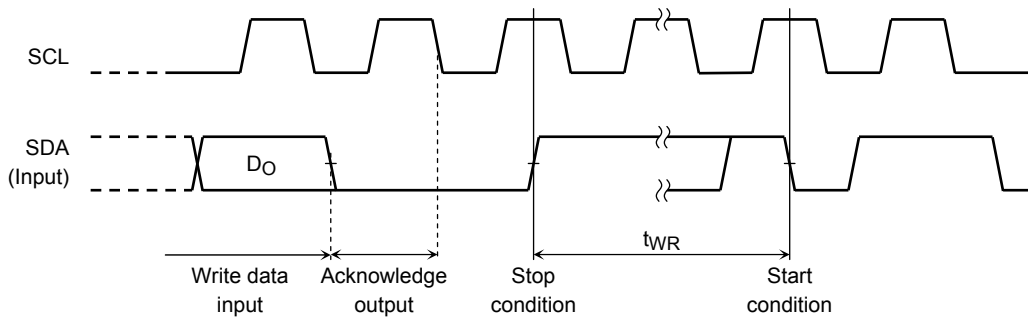 SCL
SDA
(Input)
DO
tWR
Write data
input
Acknowledge
output
Stop
condition
Start
condition